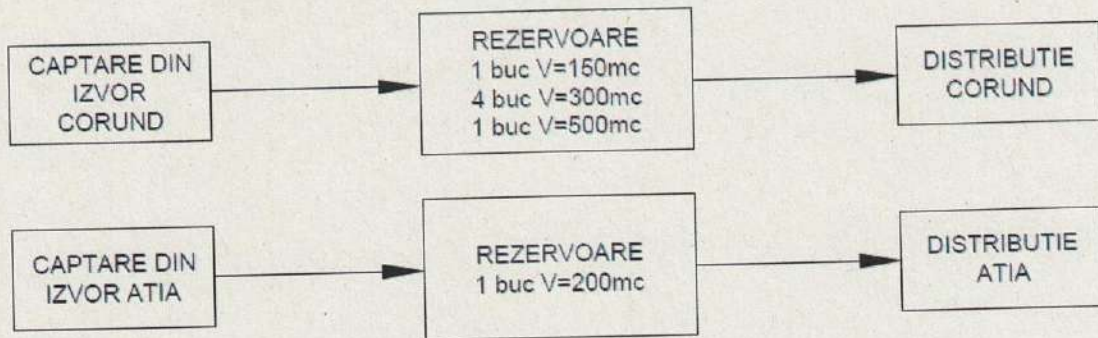 CAPTARE DIN
IZVOR
CORUND
REZERVOARE
1 buc V=150mc
4 buc V=300mc
1 buc V=500mc
DISTRIBUTIE
CORUND
CAPTARE DIN
IZVOR ATIA
REZERVOARE
1 buc V=200mc
DISTRIBUTIE
ATIA